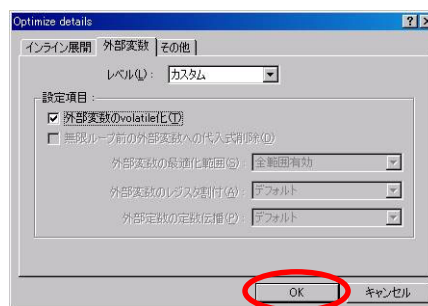 Optimize details
インライン展開 外部変数 その他
レベル(L): カスタム
設定項目:
外部変数のvolatile化(T)
無限ループ前の外部変数への代入式削除(D)
外部変数の最適化範囲(S): 全範囲有効
外部変数のレジスタ割付(A): デフォルト
外部定数の定数伝播(P): デフォルト
OK キャンセル